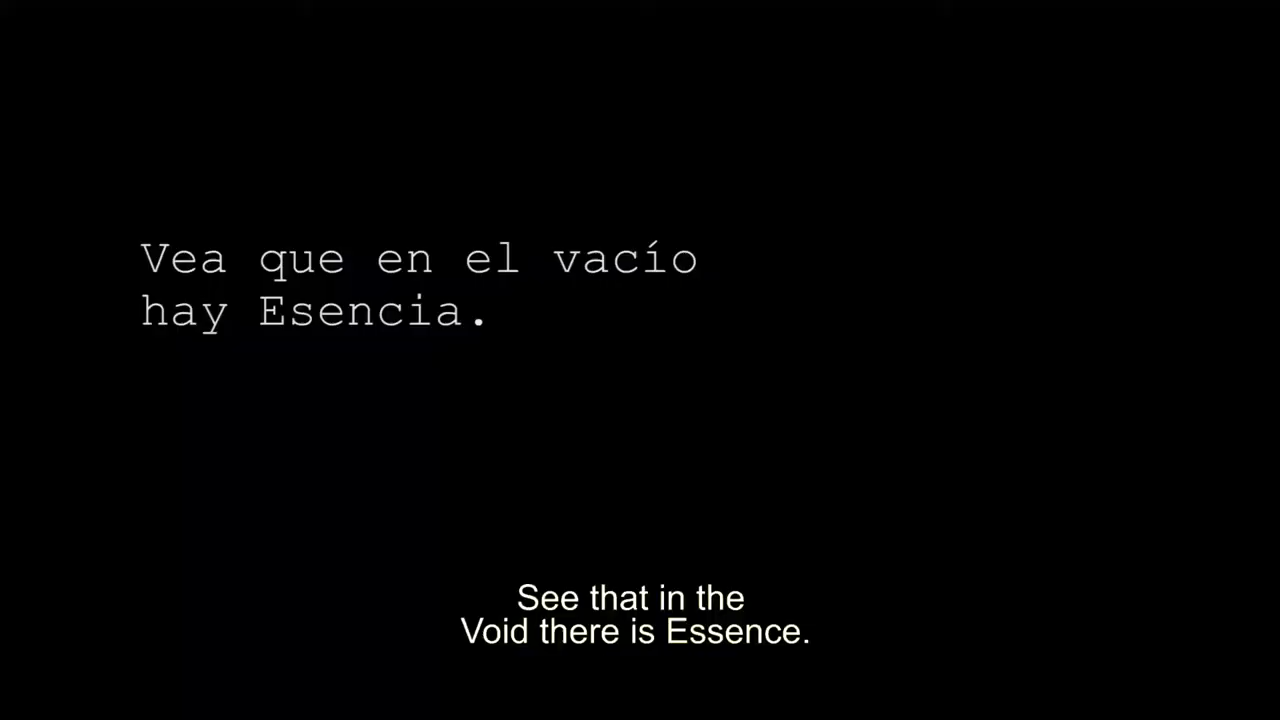 Vea que en el vacío
hay Esencia.
See that in the
Void there is Essence.